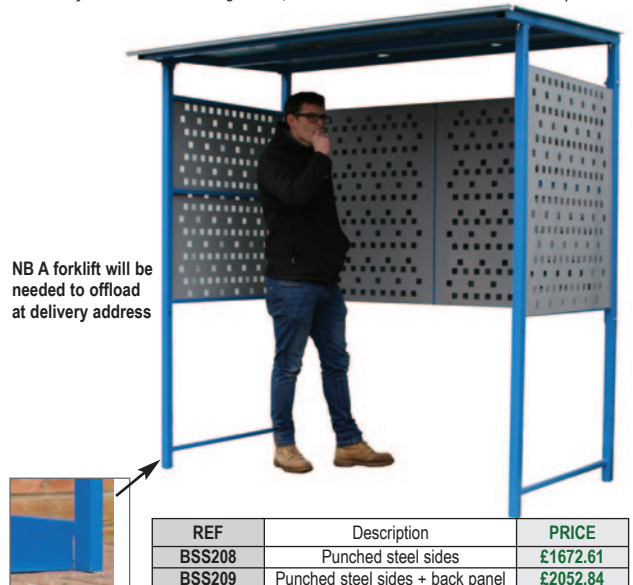 NB A forklift will be
needed to offload
at delivery address
REF Description PRICE
BSS208 Punched steel sides £1672.61
BSS209 Punched steel sides + back panel £2052.84